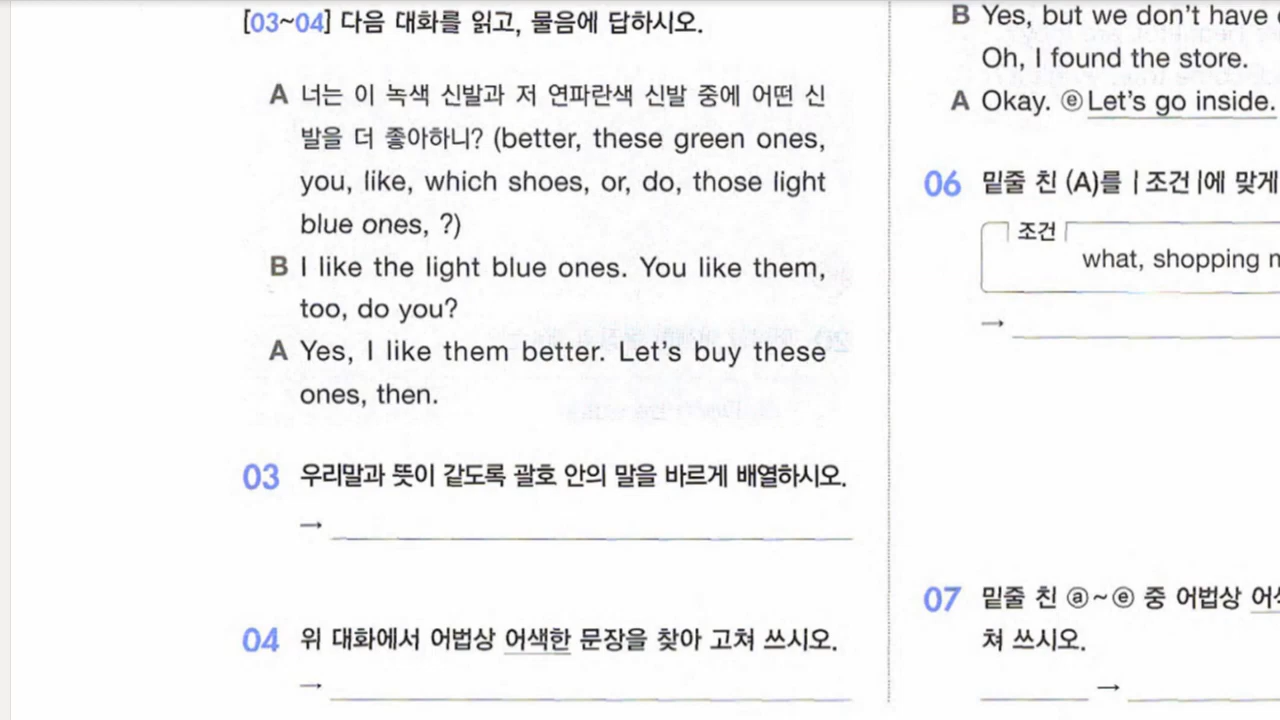 [03~04] 다음 대화를 읽고, 물음에 답하시오.
A 너는 이 녹색 신발과 저 연파란색 신발 중에 어떤 신
발을 더 좋아하니? (better, these green ones,
you, like, which shoes, or, do, those light
blue ones, ?)
B I like the light blue ones. You like them,
too, do you?
A Yes, I like them better. Let's buy these
ones, then.
03 우리말과 뜻이 같도록 괄호 안의 말을 바르게 배열하시오.
→
04 위 대화에서 어법상 어색한 문장을 찾아 고쳐 쓰시오.
→
B Yes, but we don't have
Oh, I found the store.
A Okay. ⓔ Let's go inside.
06 밑줄 친 (A)를 | 조건 |에 맞게
조건
what, shopping
→
07 밑줄 친 ⓐ~ⓔ 중 어법상
쳐 쓰시오.
→